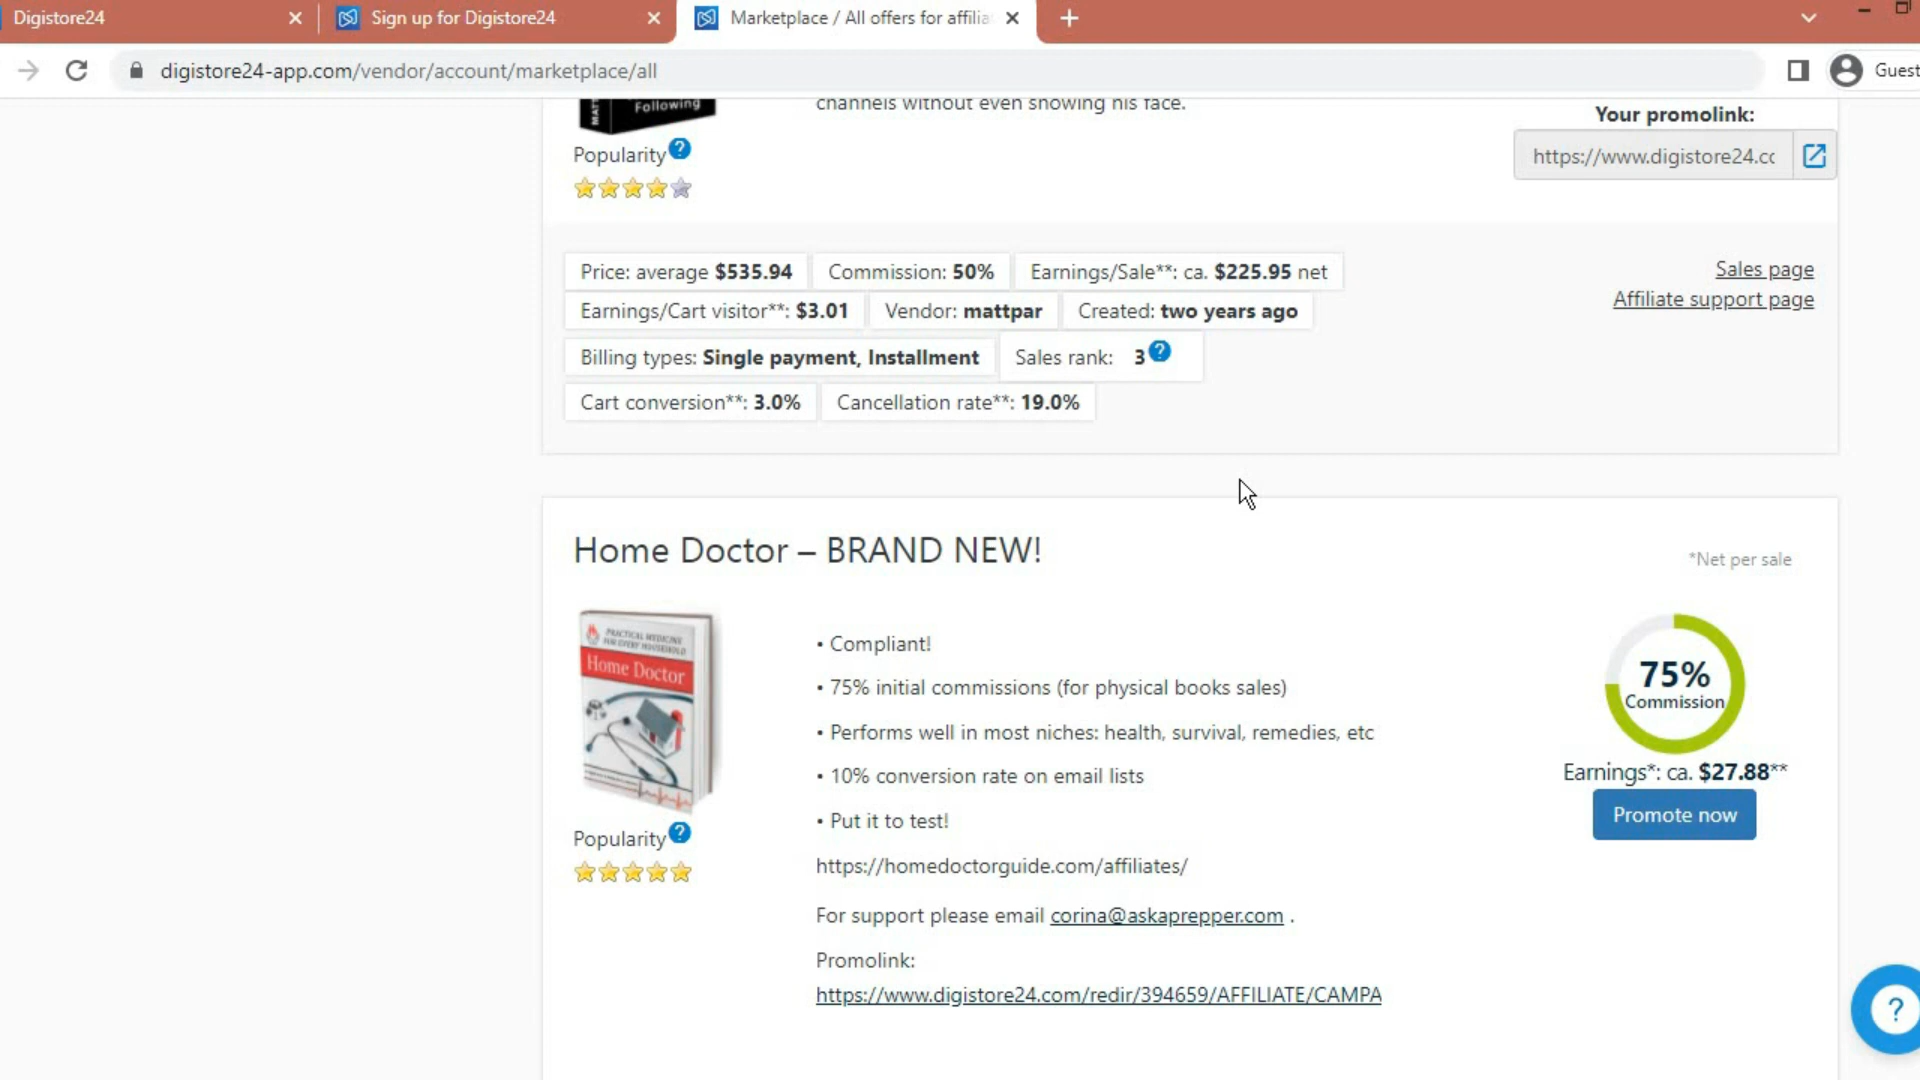 Digistore24
Sign up for Digistore24
Marketplace / All offers for affilia
digistore24-app.com/vendor/account/marketplace/all
Guest
Following
MATT
channels without even showing his face.
Your promolink:
https://www.digistore24.cc
Popularity
Price: average $535.94
Commission: 50%
Earnings/Sale**: ca. $225.95 net
Sales page
Earnings/Cart visitor**: $3.01
Vendor: mattpar
Created: two years ago
Affiliate support page
Billing types: Single payment, Installment
Sales rank: 3
Cart conversion**: 3.0%
Cancellation rate**: 19.0%
Home Doctor – BRAND NEW!
*Net per sale
PRACTICAL MEDICINE
FOR EVERY HOUSEHOLD
Home Doctor
• Compliant!
• 75% initial commissions (for physical books sales)
• Performs well in most niches: health, survival, remedies, etc
• 10% conversion rate on email lists
• Put it to test!
https://homedoctorguide.com/affiliates/
For support please email corina@askaprepper.com .
Promolink:
https://www.digistore24.com/redir/394659/AFFILIATE/CAMPA
75%
Commission
Earnings*: ca. $27.88**
Promote now
Popularity